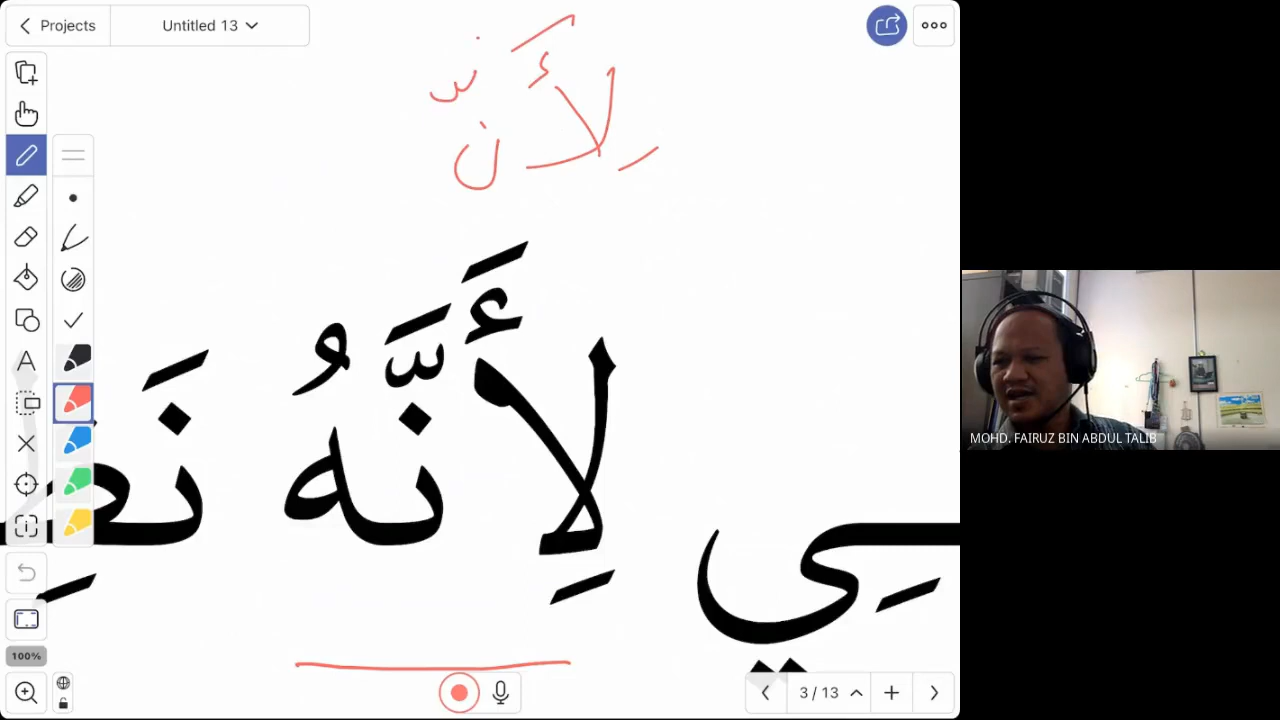 Projects
Untitled 13
لِأَنَّ
لِأَنَّهُ
A
100%
3 / 13
MOHD. FAIRUZ BIN ABDUL TALIB